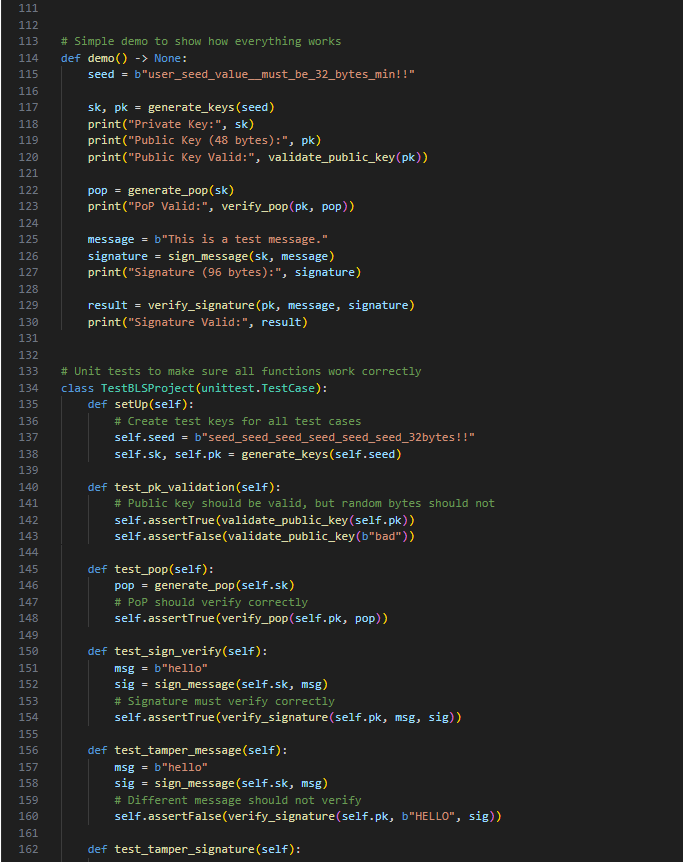 111
112
113 # Simple demo to show how everything works
114 def demo() -> None:
115     seed = b"user_seed_value__must_be_32_bytes_min!!"
116
117     sk, pk = generate_keys(seed)
118     print("Private Key:", sk)
119     print("Public Key (48 bytes):", pk)
120     print("Public Key Valid:", validate_public_key(pk))
121
122     pop = generate_pop(sk)
123     print("PoP Valid:", verify_pop(pk, pop))
124
125     message = b"This is a test message."
126     signature = sign_message(sk, message)
127     print("Signature (96 bytes):", signature)
128
129     result = verify_signature(pk, message, signature)
130     print("Signature Valid:", result)
131
132
133 # Unit tests to make sure all functions work correctly
134 class TestBLSProject(unittest.TestCase):
135     def setUp(self):
136         # Create test keys for all test cases
137         self.seed = b"seed_seed_seed_seed_seed_seed_32bytes!!"
138         self.sk, self.pk = generate_keys(self.seed)
139
140     def test_pk_validation(self):
141         # Public key should be valid, but random bytes should not
142         self.assertTrue(validate_public_key(self.pk))
143         self.assertFalse(validate_public_key(b"bad"))
144
145     def test_pop(self):
146         pop = generate_pop(self.sk)
147         # PoP should verify correctly
148         self.assertTrue(verify_pop(self.pk, pop))
149
150     def test_sign_verify(self):
151         msg = b"hello"
152         sig = sign_message(self.sk, msg)
153         # Signature must verify correctly
154         self.assertTrue(verify_signature(self.pk, msg, sig))
155
156     def test_tamper_message(self):
157         msg = b"hello"
158         sig = sign_message(self.sk, msg)
159         # Different message should not verify
160         self.assertFalse(verify_signature(self.pk, b"HELLO", sig))
161
162     def test_tamper_signature(self):